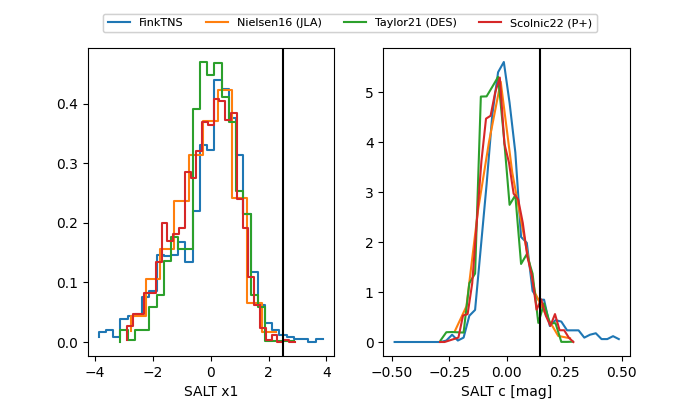 FinkTNS Nielsen16 (JLA) Taylor21 (DES) Scolnic22 (P+)
0.4
0.3
0.2
0.1
0.0
−4 −2 0 2 4
SALT x1
5
4
3
2
1
0
−0.50 −0.25 0.00 0.25 0.50
SALT c [mag]